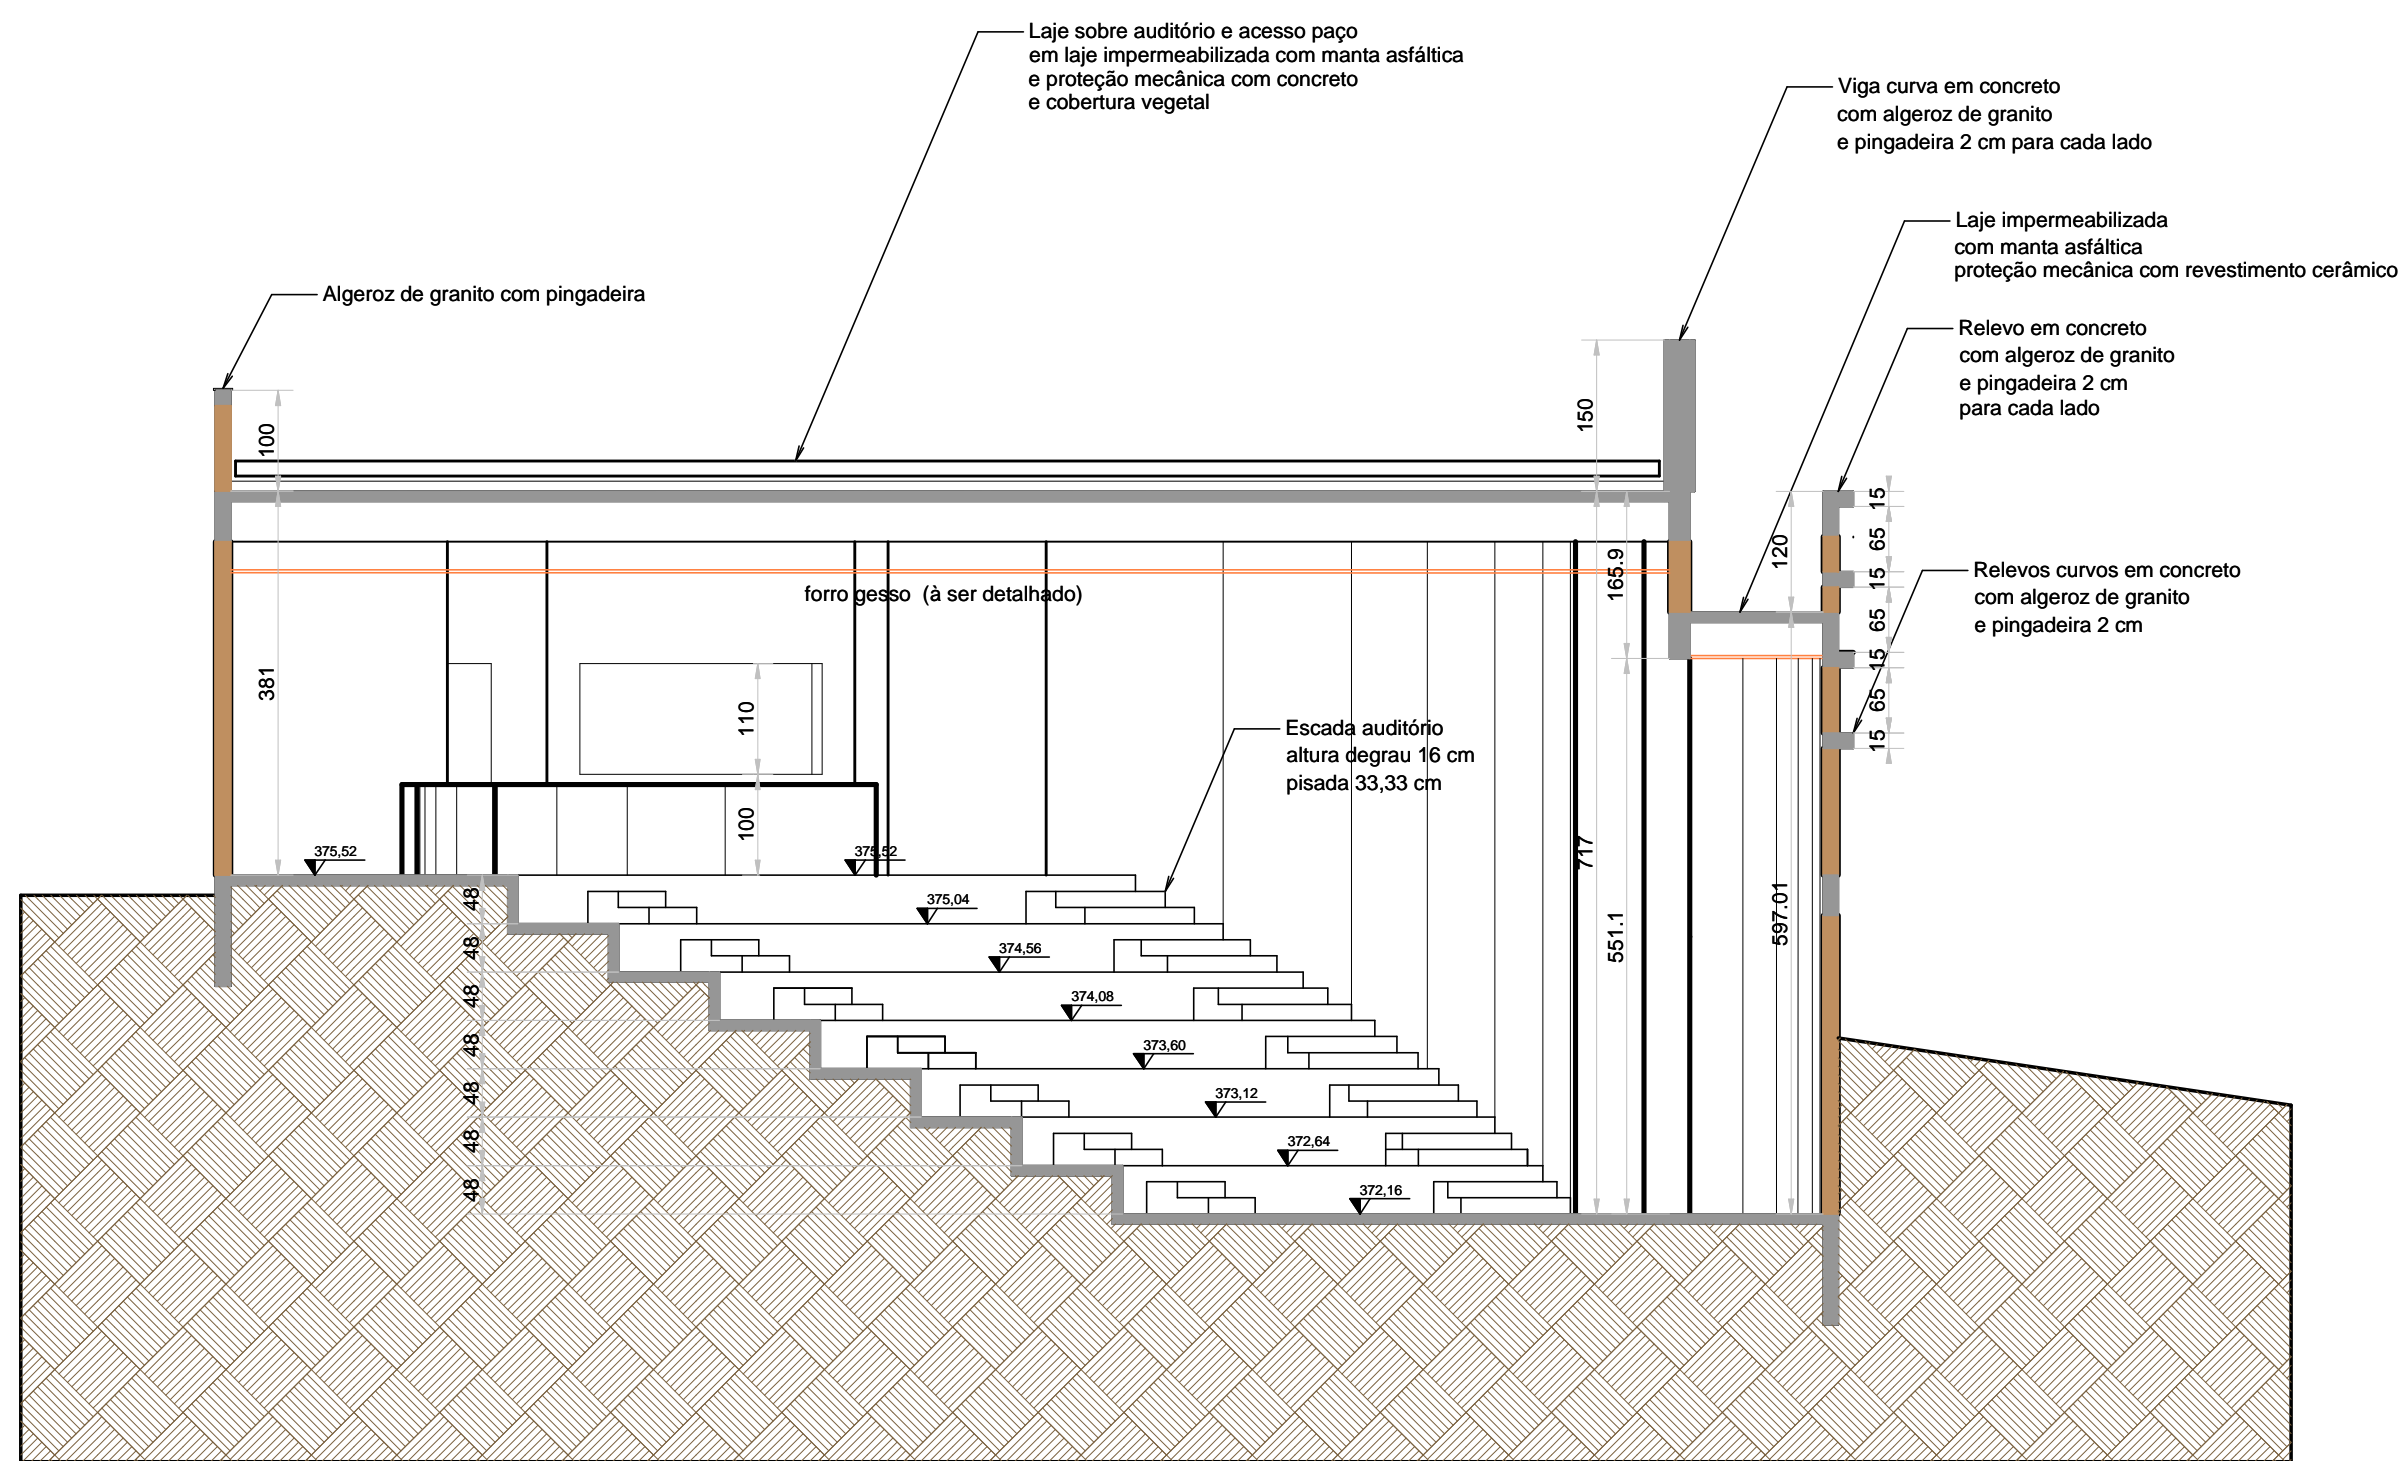 Laje sobre auditório e acesso paço
em laje impermeabilizada com manta asfáltica
e proteção mecânica com concreto
e cobertura vegetal
Viga curva em concreto
com algeroz de granito
e pingadeira 2 cm para cada lado
Laje impermeabilizada
com manta asfáltica
proteção mecânica com revestimento cerâmico
Algeroz de granito com pingadeira
Relevo em concreto
com algeroz de granito
e pingadeira 2 cm
para cada lado
Relevos curvos em concreto
com algeroz de granito
e pingadeira 2 cm
forro gesso (à ser detalhado)
Escada auditório
altura degrau 16 cm
pisada 33,33 cm
100
381
150
165.9
120
717
551.1
597.01
15
65
15
65
15
65
15
110
100
375,52
375,52
375,04
374,56
374,08
373,60
373,12
372,64
372,16
48
48
48
48
48
48
48